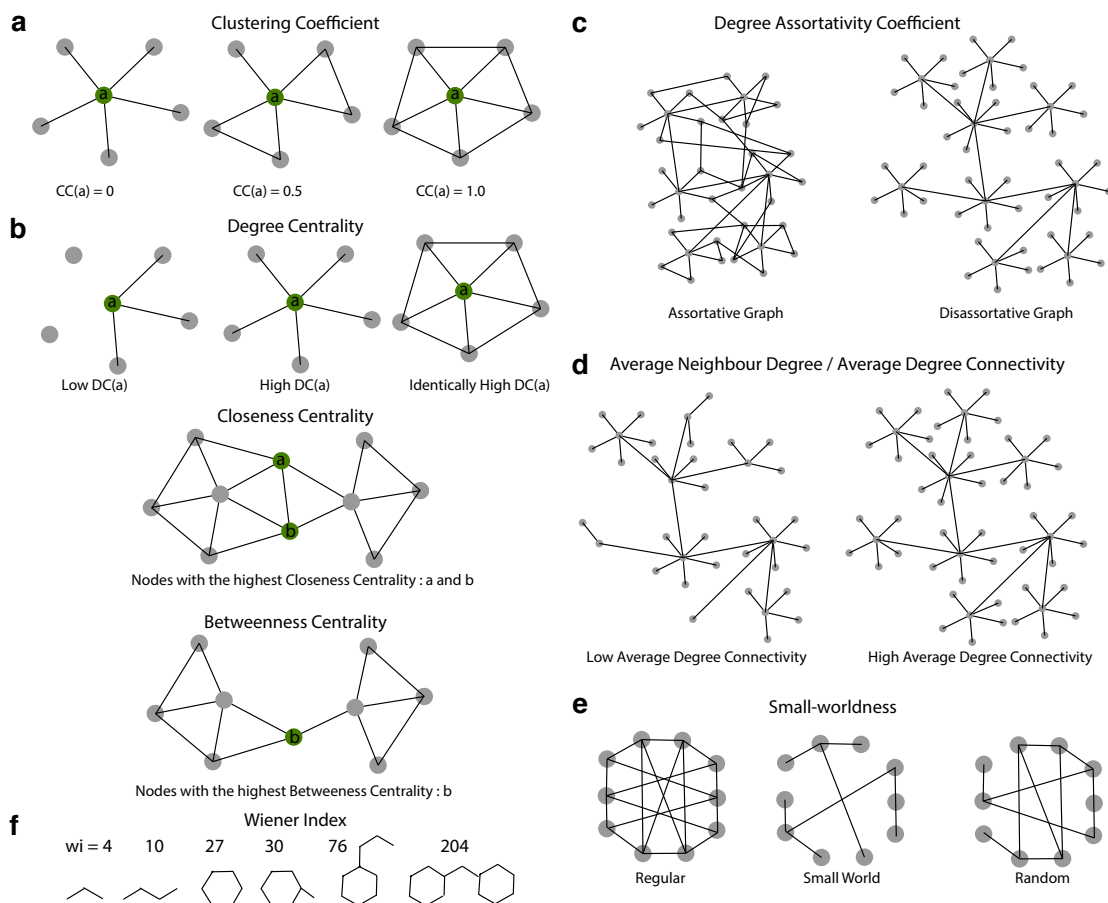 a
Clustering Coefficient
a
a
a
CC(a) = 0
CC(a) = 0.5
CC(a) = 1.0
b
Degree Centrality
a
a
a
Low DC(a)
High DC(a)
Identically High DC(a)
Closeness Centrality
a
b
Nodes with the highest Closeness Centrality : a and b
Betweenness Centrality
b
Nodes with the highest Betweeness Centrality : b
f
Wiener Index
wi = 4
10
27
30
76
204
c
Degree Assortativity Coefficient
Assortative Graph
Disassortative Graph
d
Average Neighbour Degree / Average Degree Connectivity
Low Average Degree Connectivity
High Average Degree Connectivity
e
Small-worldness
Regular
Small World
Random